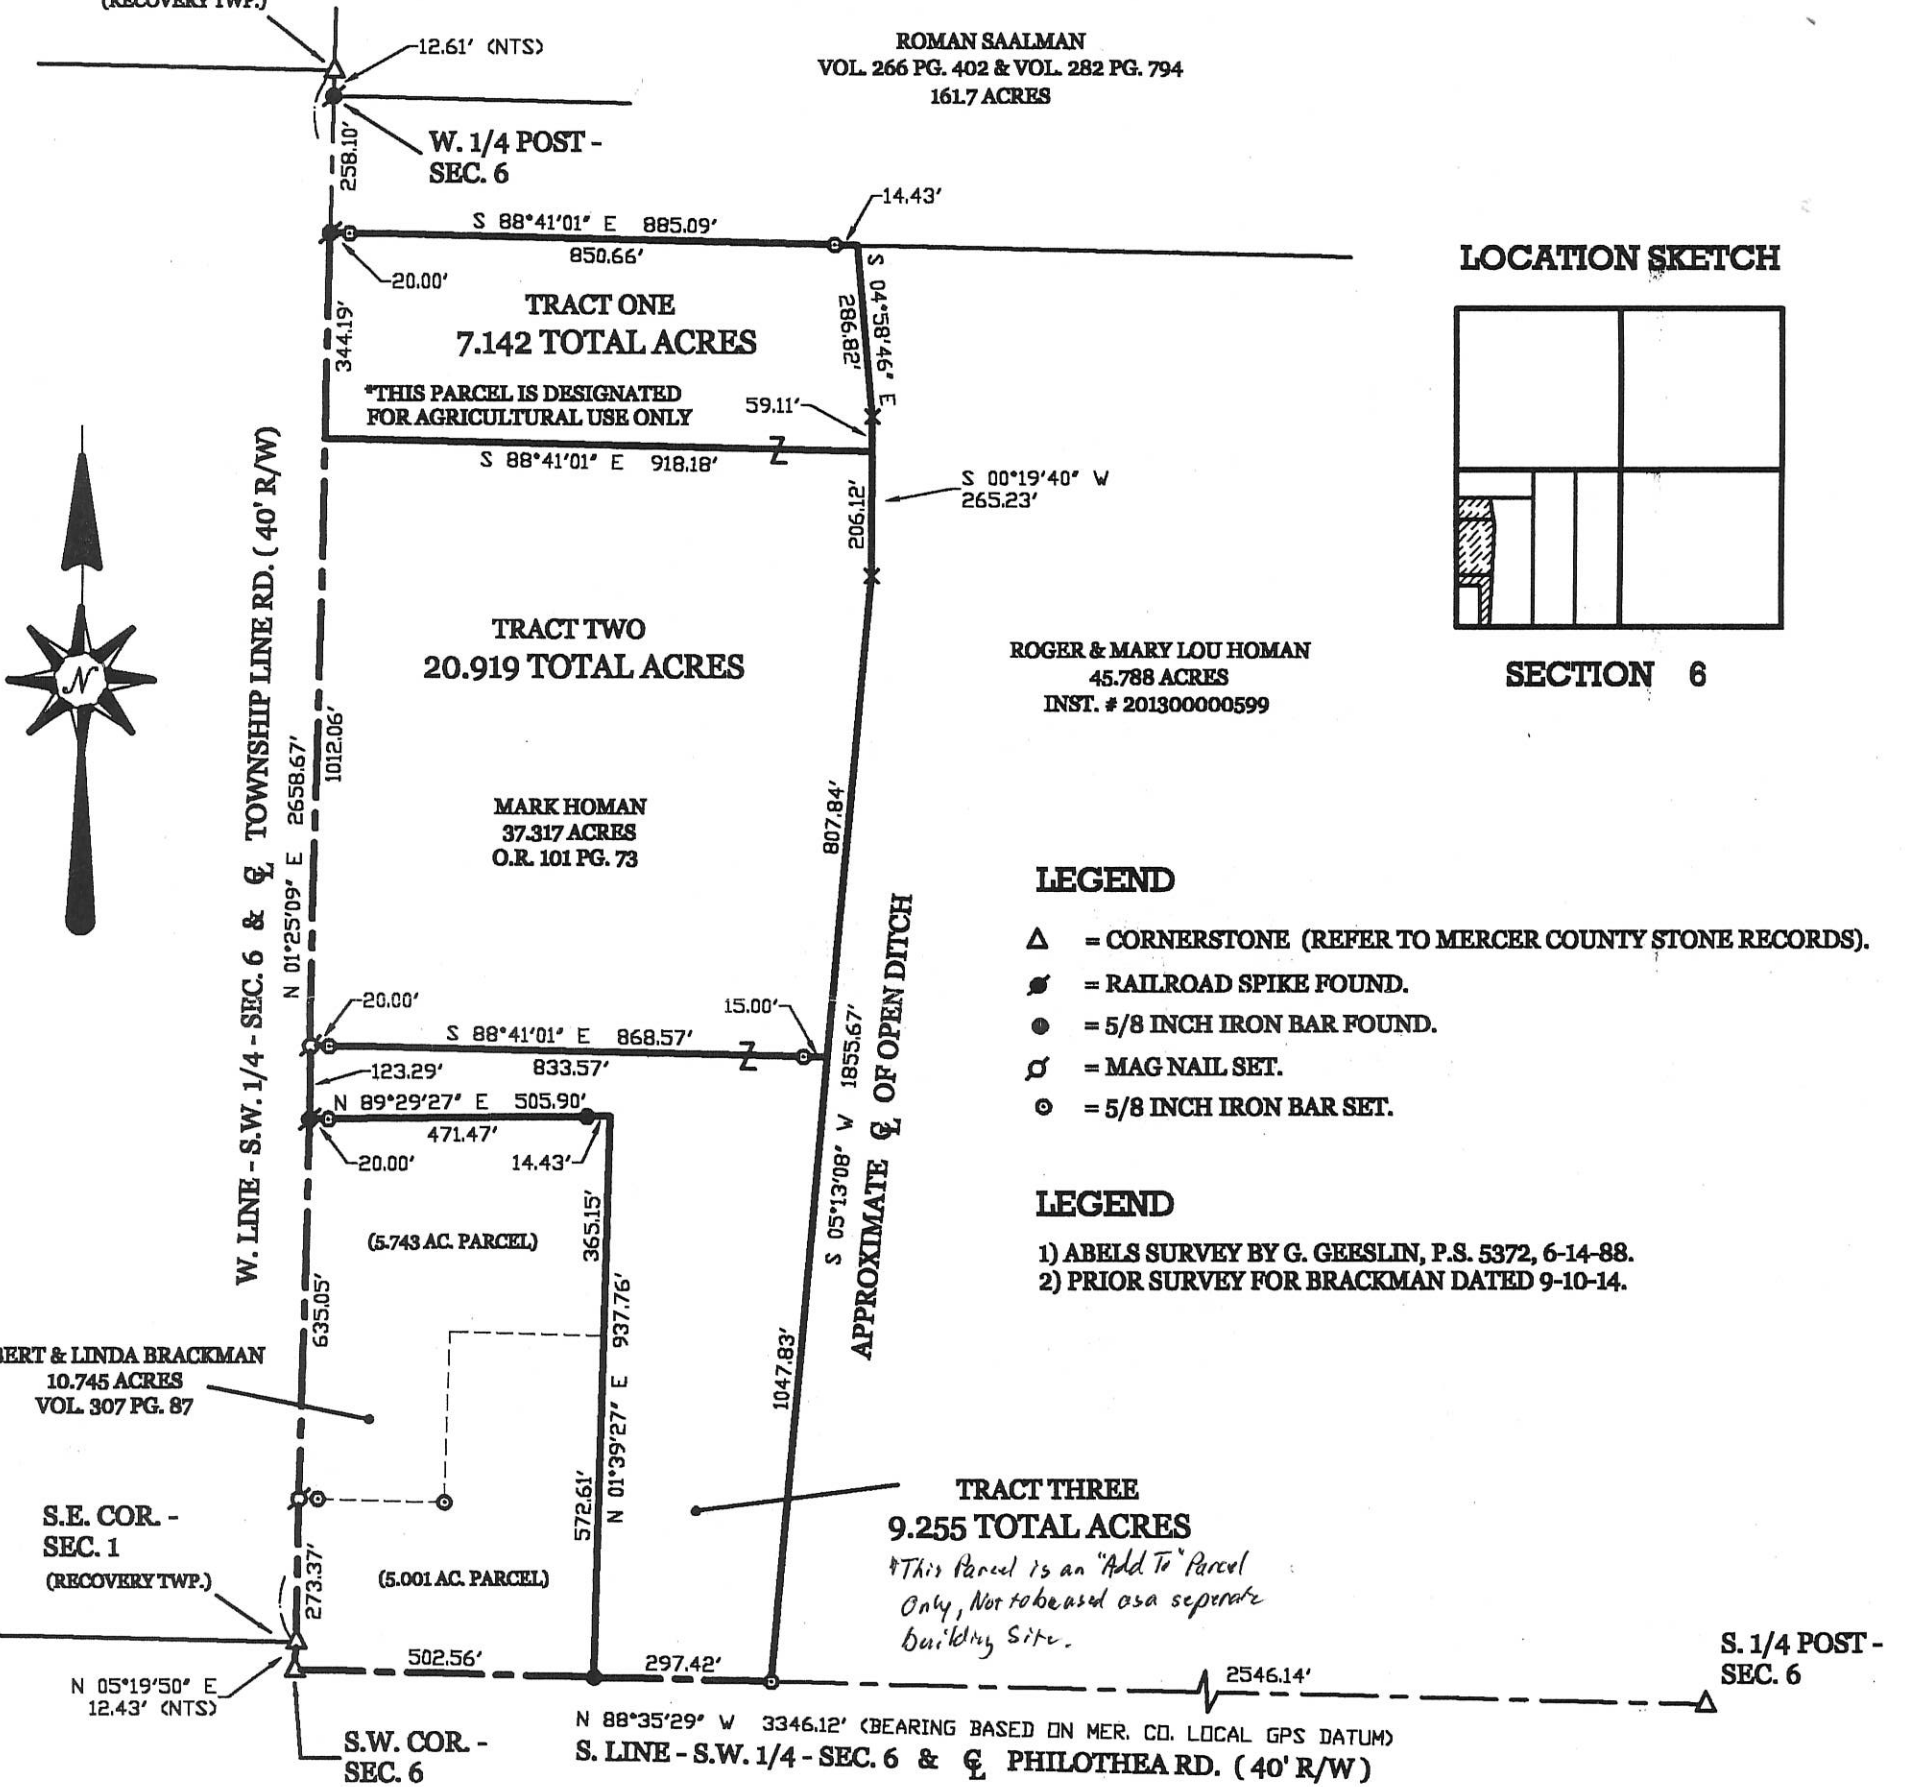 (RECOVERY TWP.)
12.61' (NTS)
ROMAN SAALMAN
VOL. 266 PG. 402 & VOL. 282 PG. 794
161.7 ACRES
W. 1/4 POST -
SEC. 6
258.10'
14.43'
S 88°41'01" E 885.09'
850.66'
20.00'
TRACT ONE
7.142 TOTAL ACRES
*THIS PARCEL IS DESIGNATED
FOR AGRICULTURAL USE ONLY
344.19'
S 04°58'46" E
286.82'
59.11'
S 88°41'01" E 918.18'
S 00°19'40" W
265.23'
206.12'
LOCATION SKETCH
SECTION 6
N
TRACT TWO
20.919 TOTAL ACRES
ROGER & MARY LOU HOMAN
45.788 ACRES
INST. # 201300000599
W. LINE - S.W. 1/4 - SEC. 6 & ℄ TOWNSHIP LINE RD. ( 40' R/W)
N 01°25'09" E 2658.67'
1012.06'
MARK HOMAN
37.317 ACRES
O.R. 101 PG. 73
807.84'
LEGEND
= CORNERSTONE (REFER TO MERCER COUNTY STONE RECORDS).
= RAILROAD SPIKE FOUND.
= 5/8 INCH IRON BAR FOUND.
= MAG NAIL SET.
= 5/8 INCH IRON BAR SET.
20.00'
15.00'
S 88°41'01" E 868.57'
833.57'
123.29'
N 89°29'27" E 505.90'
471.47'
20.00'
14.43'
S 05°13'08" W 1855.67'
APPROXIMATE ℄ OF OPEN DITCH
LEGEND
1) ABELS SURVEY BY G. GEESLIN, P.S. 5372, 6-14-88.
2) PRIOR SURVEY FOR BRACKMAN DATED 9-10-14.
(5.743 AC. PARCEL)
365.15'
635.05'
N 01°39'27" E 937.76'
1047.83'
BERT & LINDA BRACKMAN
10.745 ACRES
VOL. 307 PG. 87
572.61'
TRACT THREE
9.255 TOTAL ACRES
*This Parcel is an "Add To" Parcel
Only, Not to be used as a seperate
building Site.
S.E. COR. -
SEC. 1
(RECOVERY TWP.)
273.37'
(5.001 AC. PARCEL)
502.56'
297.42'
2546.14'
S. 1/4 POST -
SEC. 6
N 05°19'50" E
12.43' (NTS)
S.W. COR. -
SEC. 6
N 88°35'29" W 3346.12' (BEARING BASED ON MER. CO. LOCAL GPS DATUM)
S. LINE - S.W. 1/4 - SEC. 6 & ℄ PHILOTHEA RD. ( 40' R/W )